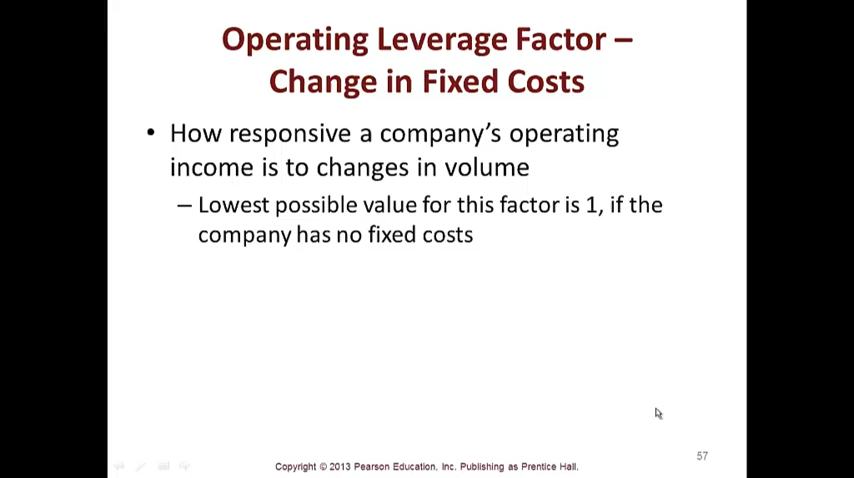 Operating Leverage Factor –
Change in Fixed Costs
• How responsive a company's operating
income is to changes in volume
– Lowest possible value for this factor is 1, if the
company has no fixed costs
57
Copyright © 2013 Pearson Education, Inc. Publishing as Prentice Hall.